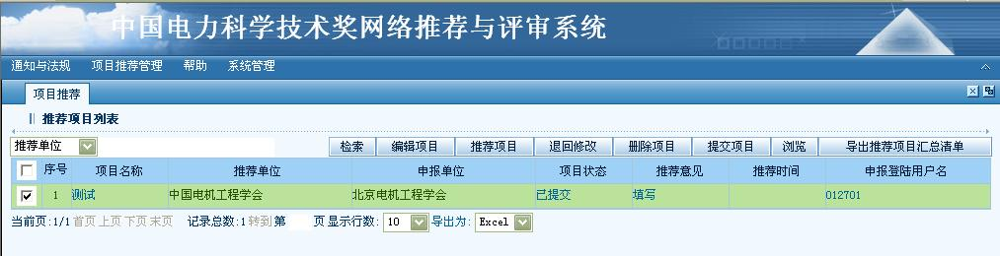 中国电力科学技术奖网络推荐与评审系统
通知与法规 项目推荐管理 帮助 系统管理
项目推荐
推荐项目列表
推荐单位 检索 编辑项目 推荐项目 退回修改 删除项目 提交项目 浏览 导出推荐项目汇总清单
序号 项目名称 推荐单位 申报单位 项目状态 推荐意见 推荐时间 申报登陆用户名
1 测试 中国电机工程学会 北京电机工程学会 已提交 填写 012701
当前页:1/1 首页 上页 下页 末页 记录总数:1 转到 第 页 显示行数: 10 导出为: Excel